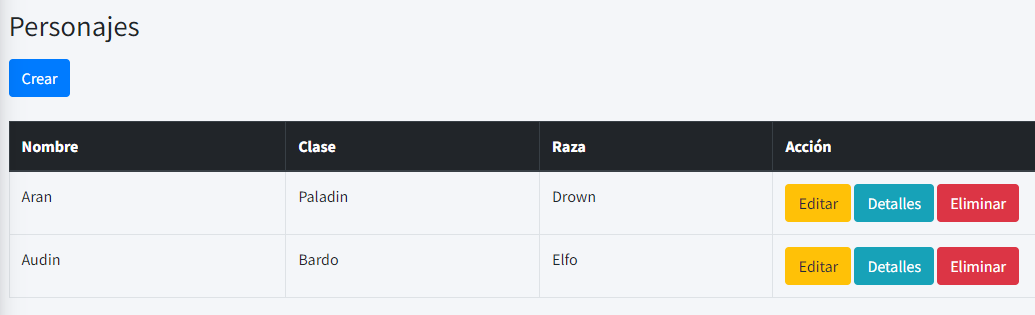 Personajes
Crear
Nombre Clase Raza Acción
Aran Paladin Drown Editar Detalles Eliminar
Audin Bardo Elfo Editar Detalles Eliminar